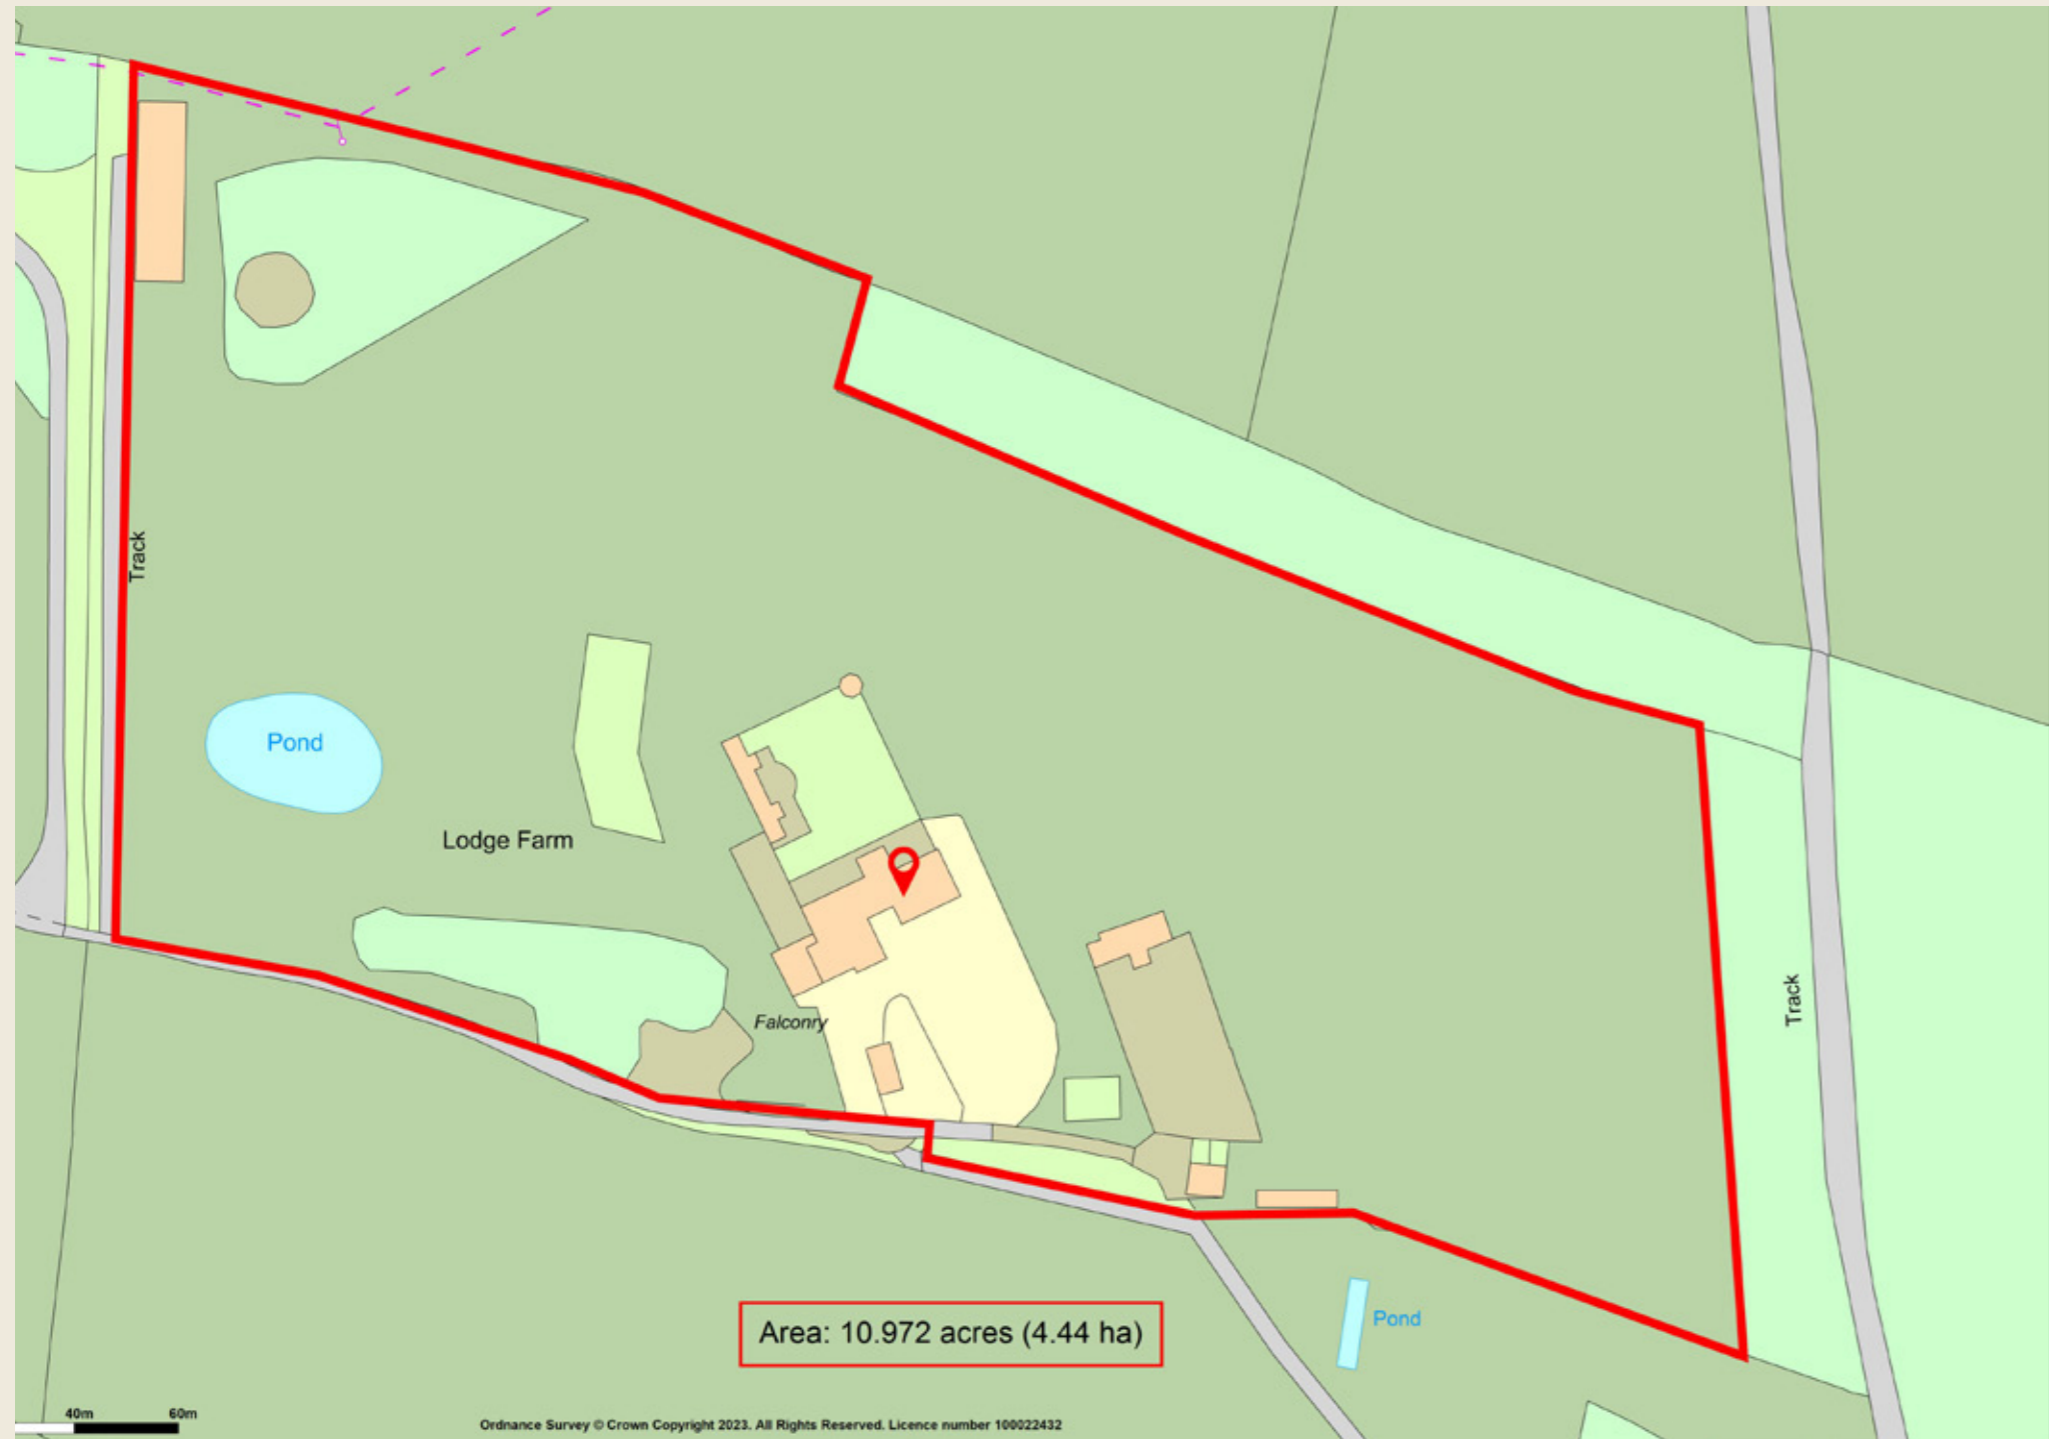 Track
Pond
Lodge Farm
Falconry
Track
Pond
Area: 10.972 acres (4.44 ha)
40m 60m
Ordnance Survey © Crown Copyright 2023. All Rights Reserved. Licence number 100022432